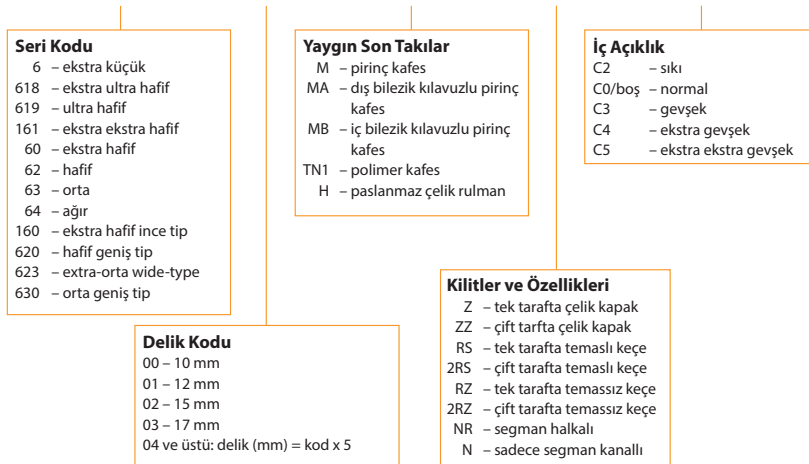 Seri Kodu
6 – ekstra küçük
618 – ekstra ultra hafif
619 – ultra hafif
161 – ekstra ekstra hafif
60 – ekstra hafif
62 – hafif
63 – orta
64 – ağır
160 – ekstra hafif ince tip
620 – hafif geniş tip
623 – extra-orta wide-type
630 – orta geniş tip
Yaygın Son Takılar
M – pirinç kafes
MA – dış bilezik kılavuzlu pirinç
kafes
MB – iç bilezik kılavuzlu pirinç
kafes
TN1 – polimer kafes
H – paslanmaz çelik rulman
İç Açıklık
C2 – sıkı
C0/boş – normal
C3 – gevşek
C4 – ekstra gevşek
C5 – ekstra ekstra gevşek
Delik Kodu
00 – 10 mm
01 – 12 mm
02 – 15 mm
03 – 17 mm
04 ve üstü: delik (mm) = kod x 5
Kilitler ve Özellikleri
Z – tek tarafta çelik kapak
ZZ – çift tarfta çelik kapak
RS – tek tarafta temaslı keçe
2RS – çift tarafta temaslı keçe
RZ – tek tarafta temassız keçe
2RZ – çift tarafta temassız keçe
NR – segman halkalı
N – sadece segman kanallı